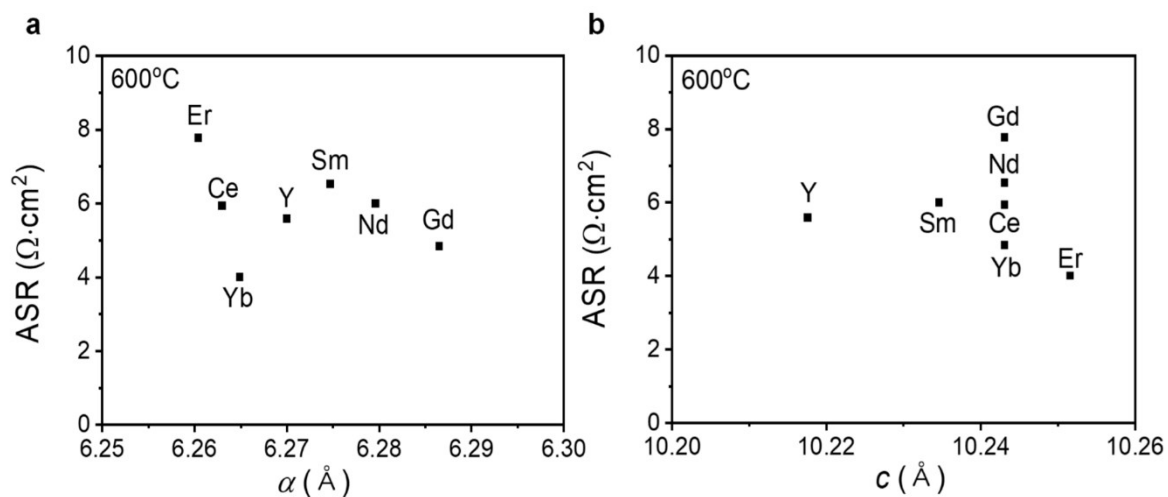 a
10
600°C
Er
8
Sm
Ce
Y
6
Nd
Gd
4
Yb
2
0
6.25 6.26 6.27 6.28 6.29 6.30
ASR (Ω·cm²)
α (Å)
b
10
600°C
Gd
8
Nd
Y
6
Sm
Ce
Yb
Er
4
2
0
10.20 10.22 10.24 10.26
ASR (Ω·cm²)
c (Å)